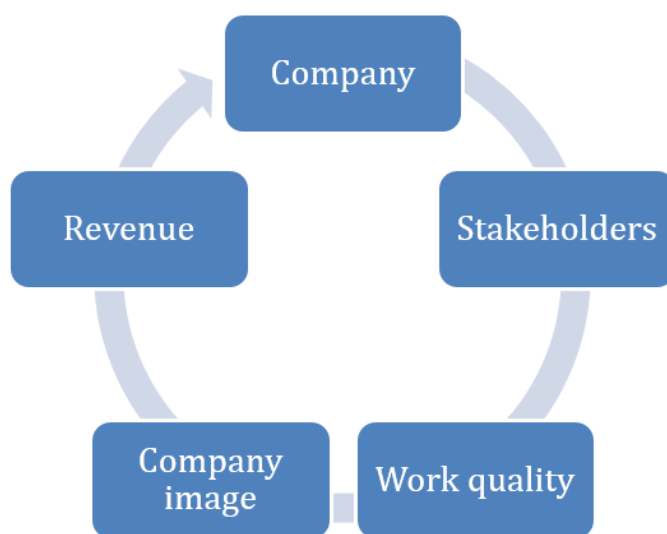 Company
Stakeholders
Work quality
Company
image
Revenue